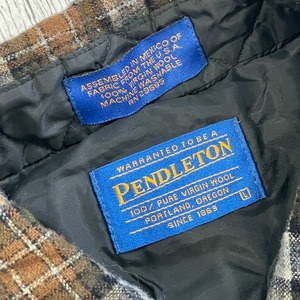 ASSEMBLED IN MEXICO OF
FABRIC FROM THE U.S.A.
100% VIRGIN WOOL
MACHINE WASHABLE
RN 29685
WARRANTED TO BE A
PENDLETON
100% PURE VIRGIN WOOL
PORTLAND, OREGON
SINCE 1863
L